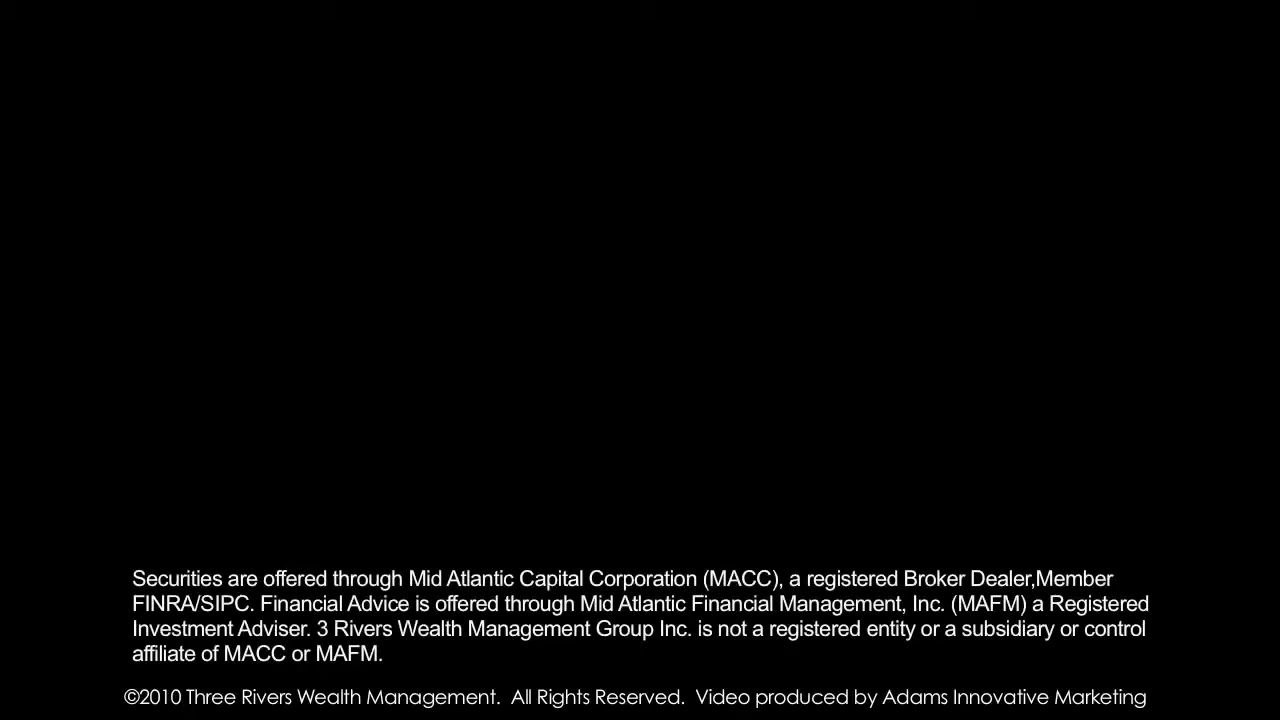 Securities are offered through Mid Atlantic Capital Corporation (MACC), a registered Broker Dealer,Member
FINRA/SIPC. Financial Advice is offered through Mid Atlantic Financial Management, Inc. (MAFM) a Registered
Investment Adviser. 3 Rivers Wealth Management Group Inc. is not a registered entity or a subsidiary or control
affiliate of MACC or MAFM.
©2010 Three Rivers Wealth Management.  All Rights Reserved.  Video produced by Adams Innovative Marketing